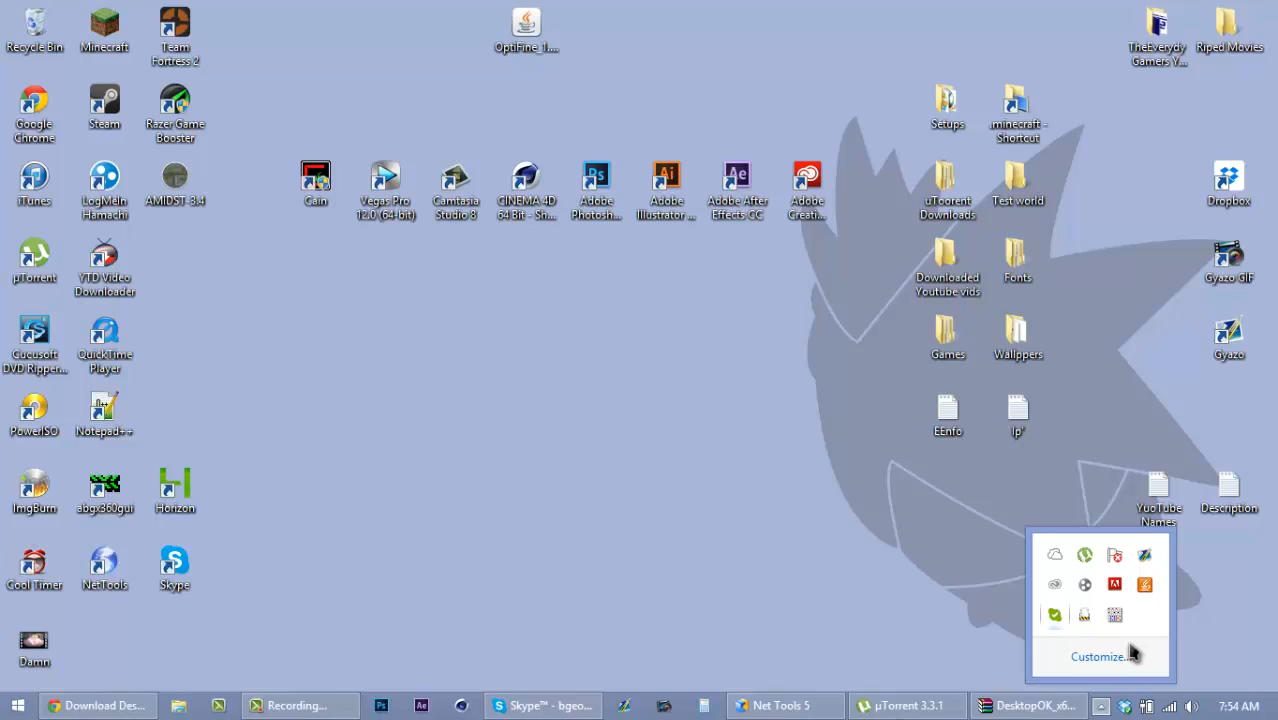 Recycle Bin
Minecraft
Team
Fortress 2
OptiFine_1....
TheEverydy
Gamers Y...
Riped Movies
Google
Chrome
Steam
Razer Game
Booster
Setups
.minecraft -
Shortcut
iTunes
LogMeIn
Hamachi
AMIDST-3.4
Cain
Vegas Pro
12.0 (64-bit)
Camtasia
Studio 8
CINEMA 4D
64 Bit - Sh...
Adobe
Photosh...
Adobe
Illustrator ...
Adobe After
Effects CC
Adobe
Creati...
uToorent
Downloads
Test world
Dropbox
µTorrent
YTD Video
Downloader
Downloaded
Youtube vids
Fonts
Gyazo GIF
Cucusoft
DVD Ripper...
QuickTime
Player
Games
Wallppers
Gyazo
PowerISO
Notepad++
EEnfo
Ip'
ImgBurn
abgx360gui
Horizon
YuoTube
Names
Description
Cool Timer
NetTools
Skype
Damn
Customize...
Download Des...
Recording...
Skype™ - bgeo...
Net Tools 5
µTorrent 3.3.1
DesktopOK_x6...
7:54 AM